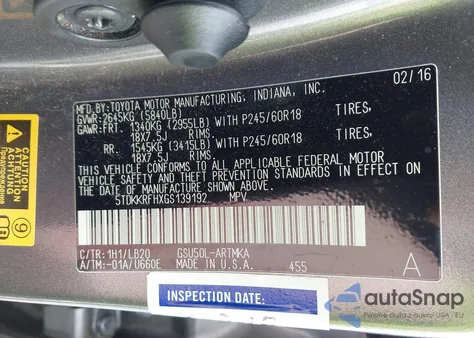 02/16
MFD.BY:TOYOTA MOTOR MANUFACTURING, INDIANA, INC.
GVWR:2645KG (5840LB)
GAWR:FRT. 1340KG (2955LB) WITH P245/60R18 TIRES,
18X7.5J RIMS
RR. 1545KG (3415LB) WITH P245/60R18 TIRES,
18X7.5J RIMS
THIS VEHICLE CONFORMS TO ALL APPLICABLE FEDERAL MOTOR
VEHICLE SAFETY, BUMPER, AND THEFT PREVENTION STANDARDS IN EFFECT ON
THE DATE OF MANUFACTURE SHOWN ABOVE.
5TDKKRFHXGS139192 MPV
C/TR: 1H1/LB20 GSU50L-ARTMKA
A/TM:-01A/U660E MADE IN U.S.A. 455 A
CAUTION
INSPECTION DATE:
autoSnap